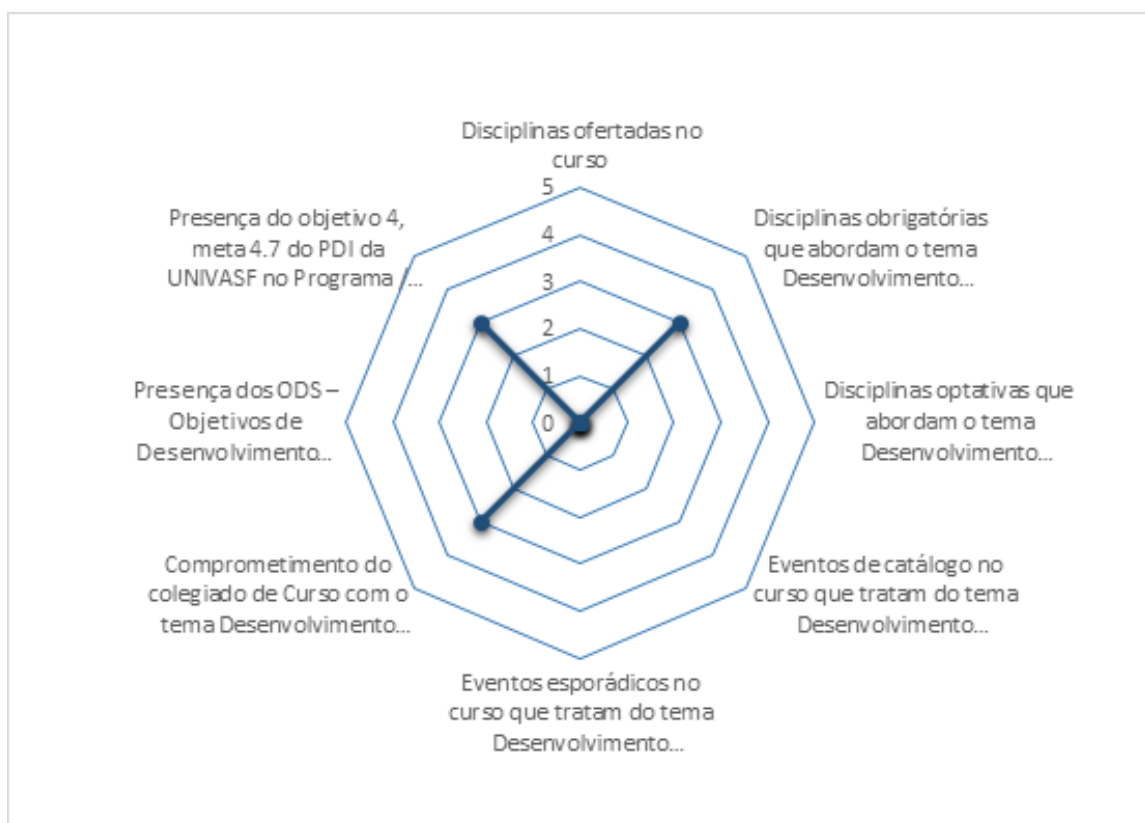 Disciplinas ofertadas no
curso
5
4
3
2
1
0
Disciplinas obrigatórias
que abordam o tema
Desenvolvimento...
Disciplinas optativas que
abordam o tema
Desenvolvimento...
Eventos de catálogo no
curso que tratam do tema
Desenvolvimento...
Eventos esporádicos no
curso que tratam do tema
Desenvolvimento...
Comprometimento do
colegiado de Curso com o
tema Desenvolvimento...
Presença dos ODS –
Objetivos de
Desenvolvimento...
Presença do objetivo 4,
meta 4.7 do PDI da
UNIVASF no Programa /...